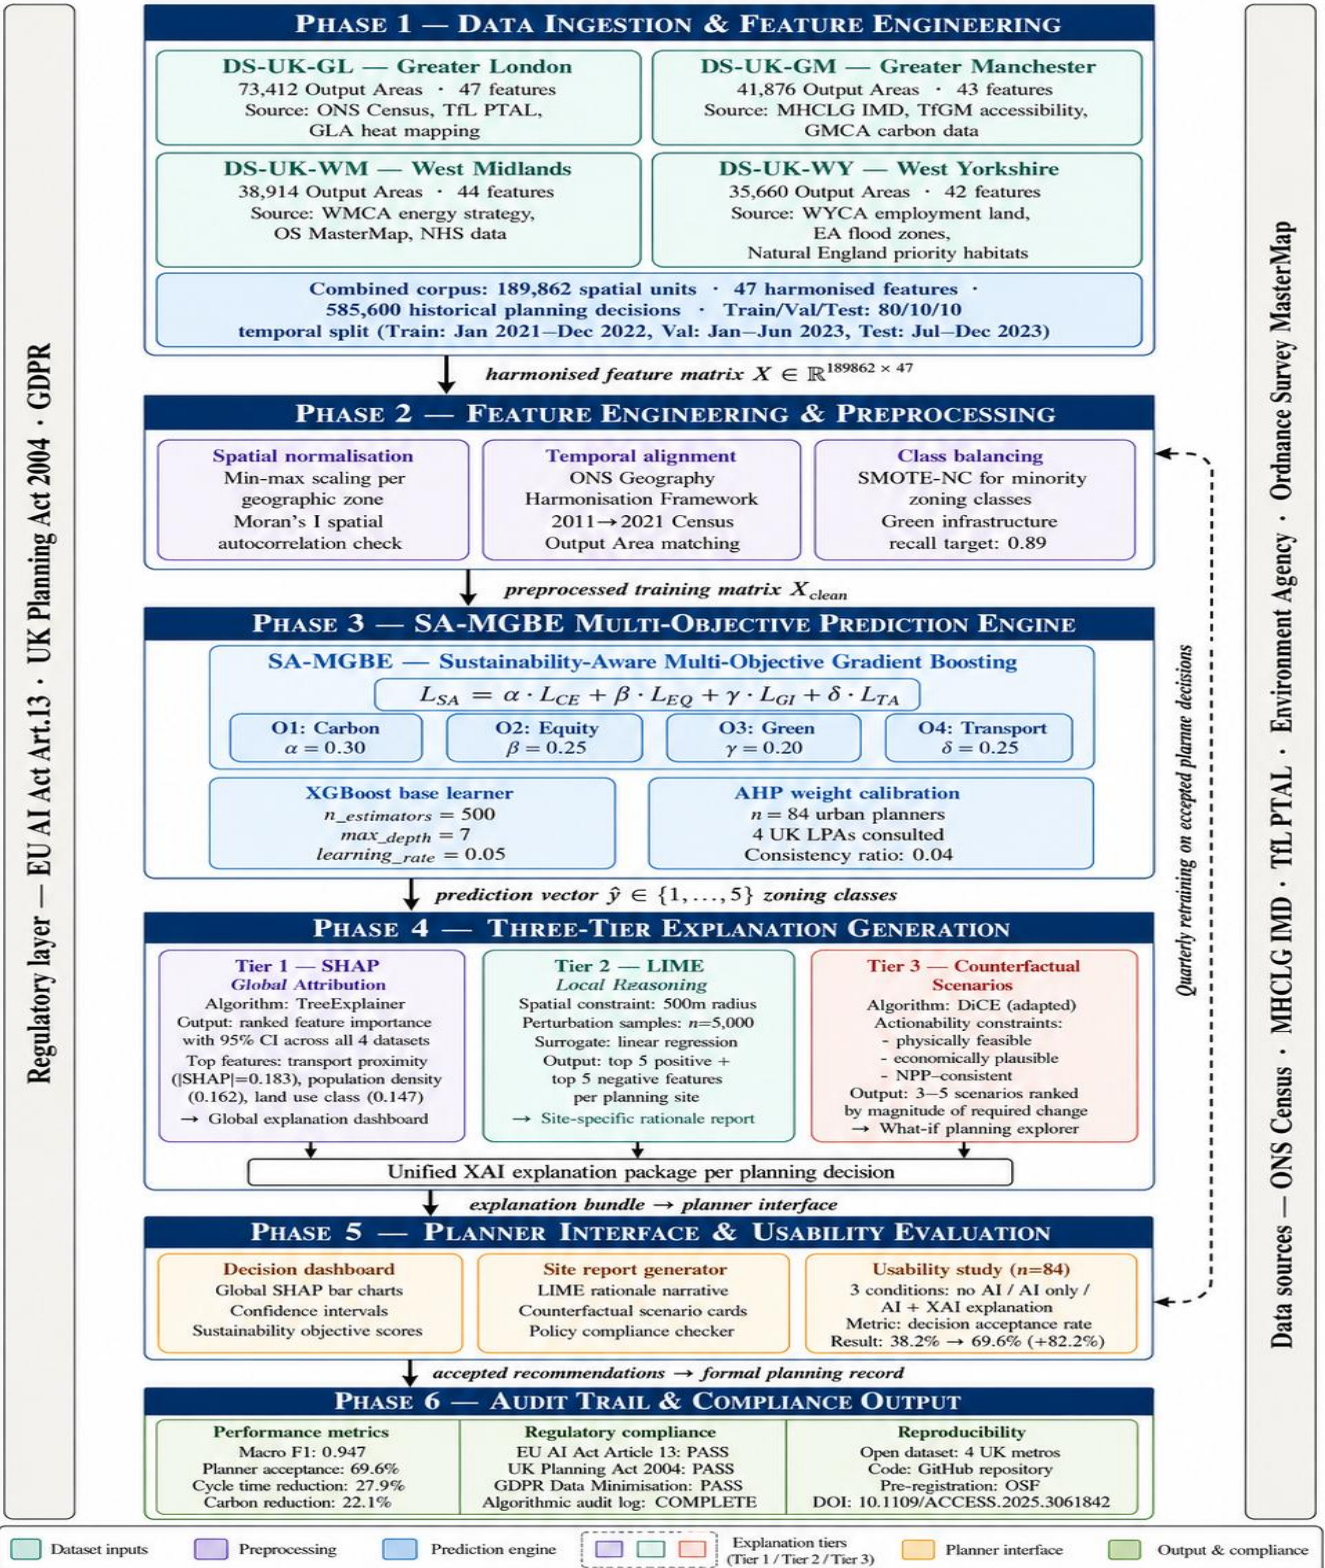 PHASE 1 — DATA INGESTION & FEATURE ENGINEERING
DS-UK-GL — Greater London
73,412 Output Areas · 47 features
Source: ONS Census, TfL PTAL,
GLA heat mapping
DS-UK-GM — Greater Manchester
41,876 Output Areas · 43 features
Source: MHCLG IMD, TfGM accessibility,
GMCA carbon data
DS-UK-WM — West Midlands
38,914 Output Areas · 44 features
Source: WMCA energy strategy,
OS MasterMap, NHS data
DS-UK-WY — West Yorkshire
35,660 Output Areas · 42 features
Source: WYCA employment land,
EA flood zones,
Natural England priority habitats
Combined corpus: 189,862 spatial units · 47 harmonised features ·
585,600 historical planning decisions · Train/Val/Test: 80/10/10
temporal split (Train: Jan 2021—Dec 2022, Val: Jan—Jun 2023, Test: Jul—Dec 2023)
harmonised feature matrix X ∈ ℝ^189862 × 47
PHASE 2 — FEATURE ENGINEERING & PREPROCESSING
Spatial normalisation
Min-max scaling per
geographic zone
Moran's I spatial
autocorrelation check
Temporal alignment
ONS Geography
Harmonisation Framework
2011→2021 Census
Output Area matching
Class balancing
SMOTE-NC for minority
zoning classes
Green infrastructure
recall target: 0.89
preprocessed training matrix X_clean
PHASE 3 — SA-MGBE MULTI-OBJECTIVE PREDICTION ENGINE
SA-MGBE — Sustainability-Aware Multi-Objective Gradient Boosting
L_SA = α · L_CE + β · L_EQ + γ · L_GI + δ · L_TA
O1: Carbon
α = 0.30
O2: Equity
β = 0.25
O3: Green
γ = 0.20
O4: Transport
δ = 0.25
XGBoost base learner
n_estimators = 500
max_depth = 7
learning_rate = 0.05
AHP weight calibration
n = 84 urban planners
4 UK LPAs consulted
Consistency ratio: 0.04
prediction vector ŷ ∈ {1,...,5} zoning classes
PHASE 4 — THREE-TIER EXPLANATION GENERATION
Tier 1 — SHAP
Global Attribution
Algorithm: TreeExplainer
Output: ranked feature importance
with 95% CI across all 4 datasets
Top features: transport proximity
(|SHAP|=0.183), population density
(0.162), land use class (0.147)
→ Global explanation dashboard
Tier 2 — LIME
Local Reasoning
Spatial constraint: 500m radius
Perturbation samples: n=5,000
Surrogate: linear regression
Output: top 5 positive +
top 5 negative features
per planning site
→ Site-specific rationale report
Tier 3 — Counterfactual
Scenarios
Algorithm: DiCE (adapted)
Actionability constraints:
- physically feasible
- economically plausible
- NPP–consistent
Output: 3—5 scenarios ranked
by magnitude of required change
→ What-if planning explorer
Unified XAI explanation package per planning decision
explanation bundle → planner interface
PHASE 5 — PLANNER INTERFACE & USABILITY EVALUATION
Decision dashboard
Global SHAP bar charts
Confidence intervals
Sustainability objective scores
Site report generator
LIME rationale narrative
Counterfactual scenario cards
Policy compliance checker
Usability study (n=84)
3 conditions: no AI / AI only /
AI + XAI explanation
Metric: decision acceptance rate
Result: 38.2% → 69.6% (+82.2%)
accepted recommendations → formal planning record
PHASE 6 — AUDIT TRAIL & COMPLIANCE OUTPUT
Performance metrics
Macro F1: 0.947
Planner acceptance: 69.6%
Cycle time reduction: 27.9%
Carbon reduction: 22.1%
Regulatory compliance
EU AI Act Article 13: PASS
UK Planning Act 2004: PASS
GDPR Data Minimisation: PASS
Algorithmic audit log: COMPLETE
Reproducibility
Open dataset: 4 UK metros
Code: GitHub repository
Pre-registration: OSF
DOI: 10.1109/ACCESS.2025.3061842
Regulatory layer — EU AI Act Art.13 · UK Planning Act 2004 · GDPR
Quarterly retraining on eccepted planne decisions
Data sources — ONS Census · MHCLG IMD · TfL PTAL · Environment Agency · Ordnance Survey MasterMap
Dataset inputs
Preprocessing
Prediction engine
Explanation tiers
(Tier 1 / Tier 2 / Tier 3)
Planner interface
Output & compliance